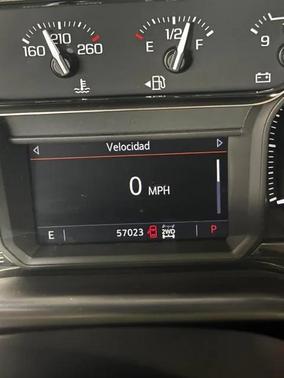 210
160 260
E 1/2 F
9
Velocidad
0 MPH
E 57023 2WD P